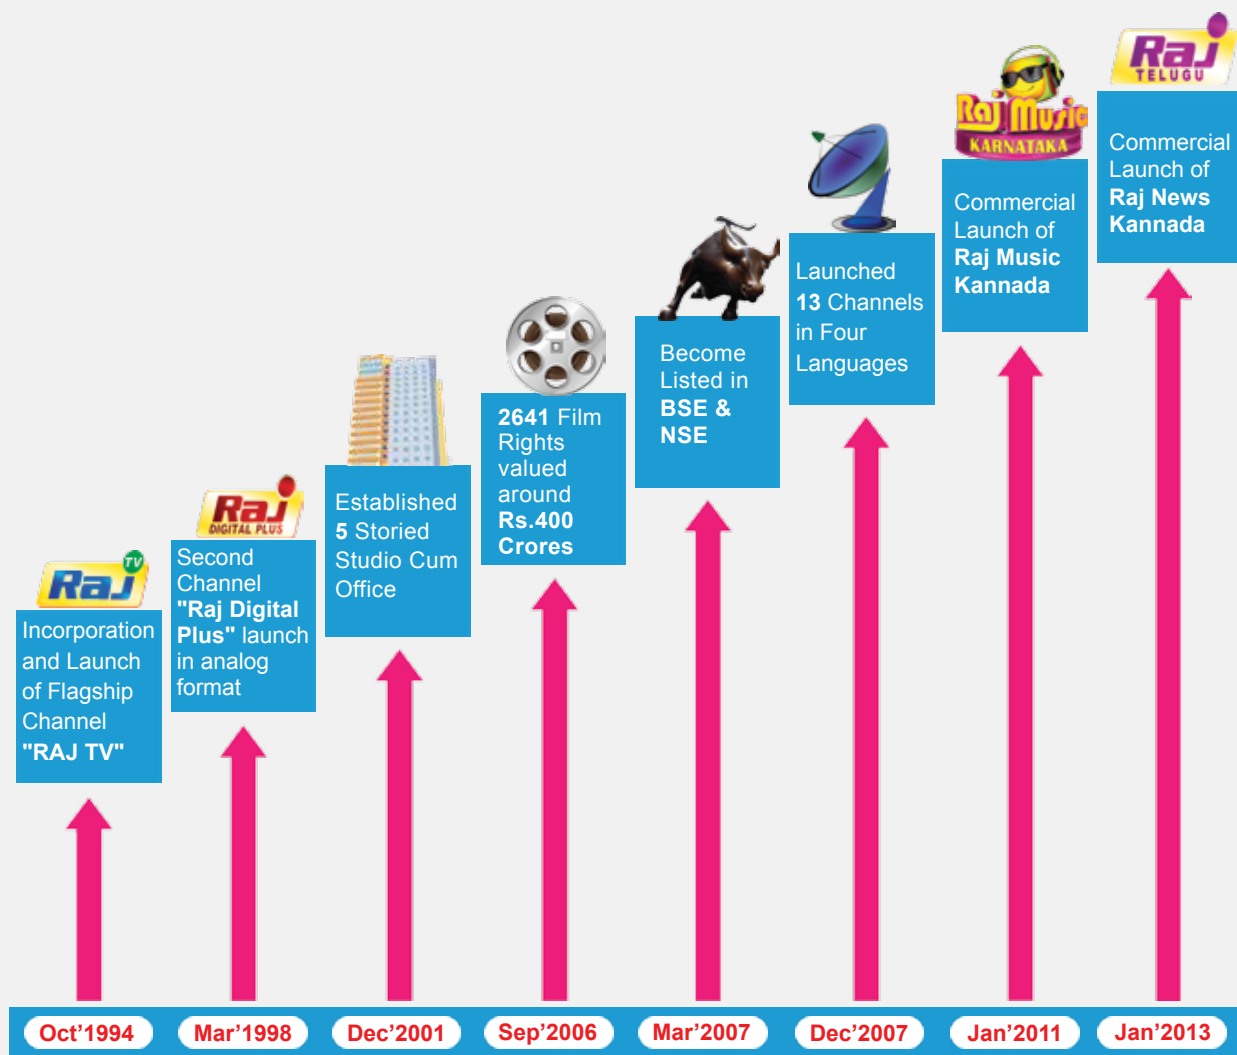 Raj
TELUGU
Raj Music
KARNATAKA
Commercial
Launch of
Raj News
Kannada
Commercial
Launch of
Raj Music
Kannada
Launched
13 Channels
in Four
Languages
Become
Listed in
BSE &
NSE
2641 Film
Rights
valued
around
Rs.400
Crores
Established
5 Storied
Studio Cum
Office
Raj
DIGITAL PLUS
Second
Channel
"Raj Digital
Plus" launch
in analog
format
Raj TV
Incorporation
and Launch
of Flagship
Channel
"RAJ TV"
Oct’1994
Mar’1998
Dec’2001
Sep’2006
Mar’2007
Dec’2007
Jan’2011
Jan’2013